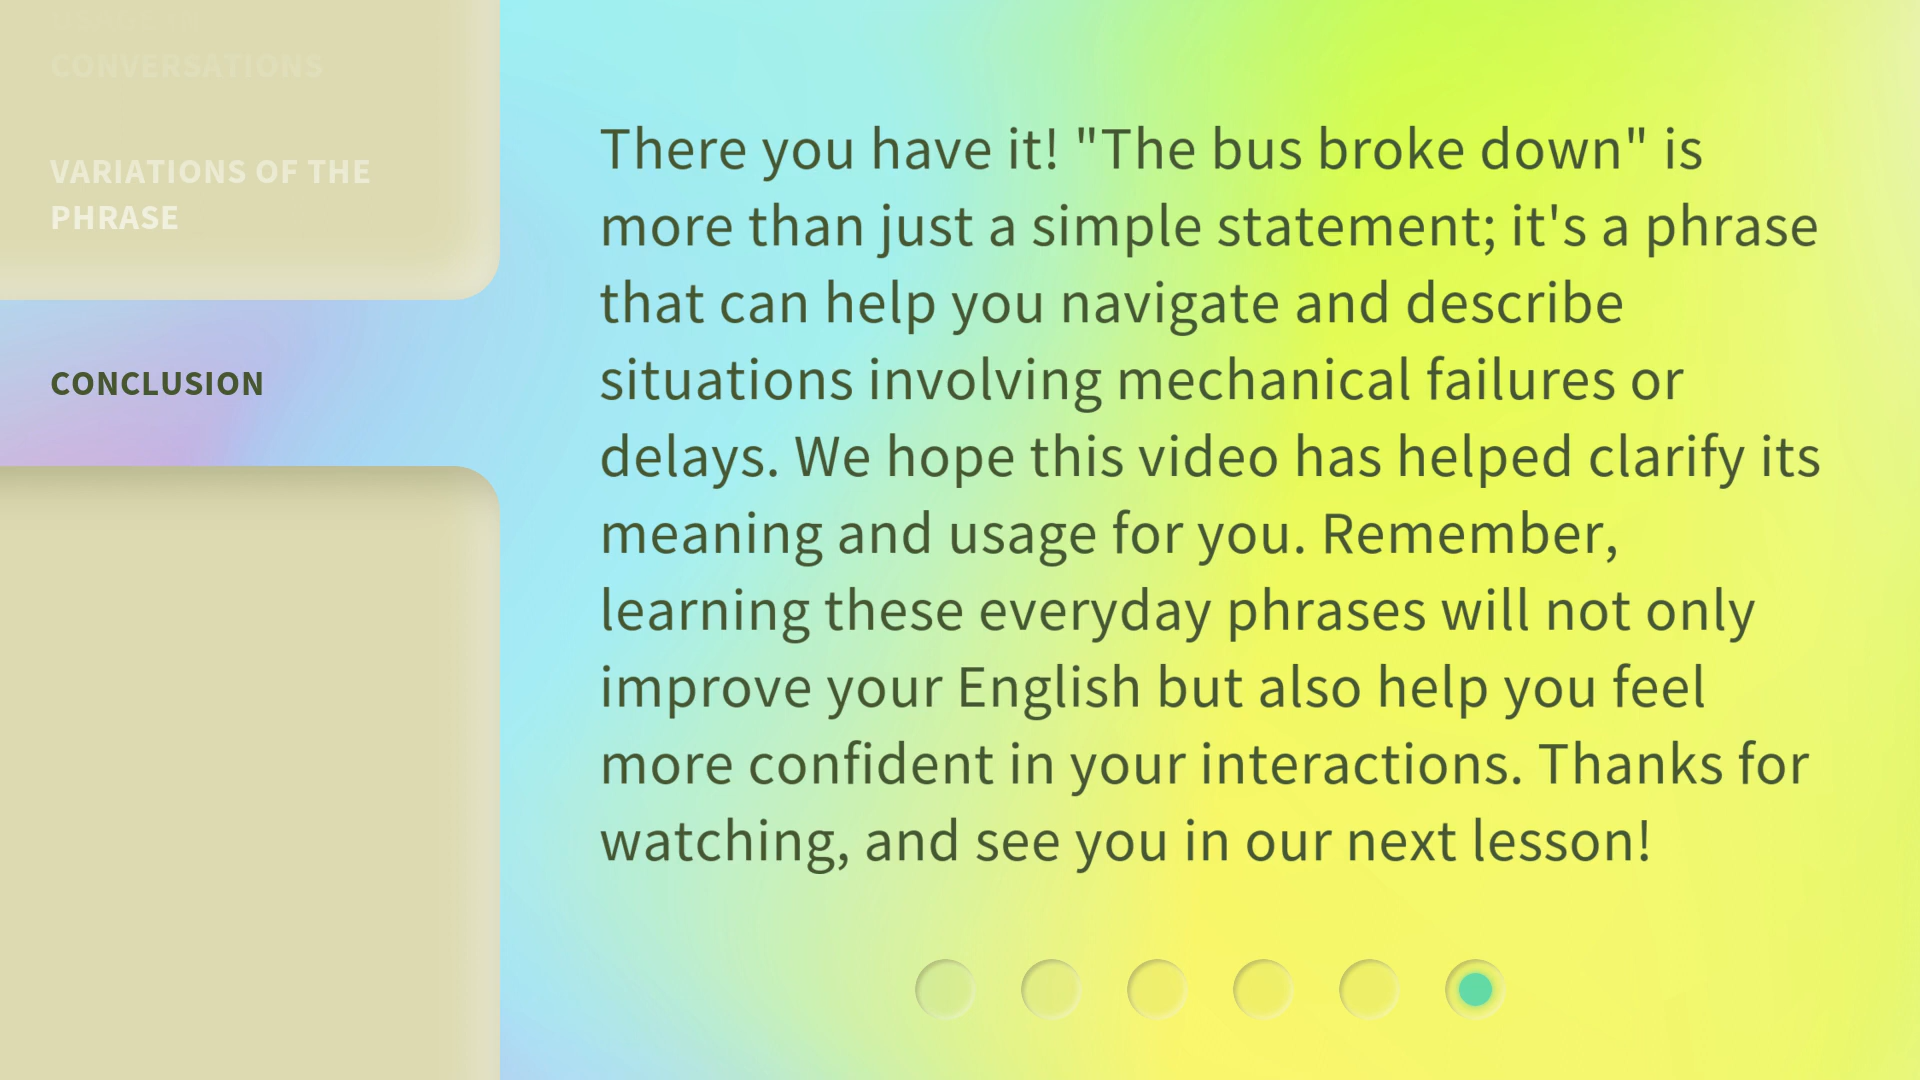 CONVERSATIONS
VARIATIONS OF THE
PHRASE
CONCLUSION
There you have it! "The bus broke down" is
more than just a simple statement; it's a phrase
that can help you navigate and describe
situations involving mechanical failures or
delays. We hope this video has helped clarify its
meaning and usage for you. Remember,
learning these everyday phrases will not only
improve your English but also help you feel
more confident in your interactions. Thanks for
watching, and see you in our next lesson!